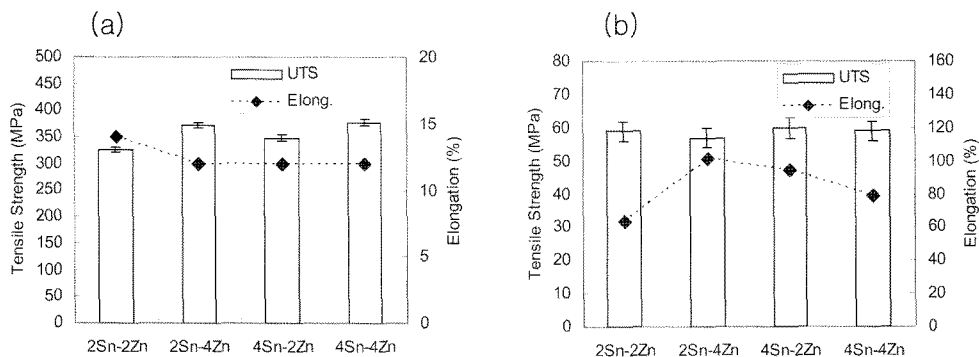 (a)
500
450
400
350
300
250
200
150
100
50
0
Tensile Strength (MPa)
UTS
Elong.
20
15
10
5
0
Elongation (%)
2Sn-2Zn 2Sn-4Zn 4Sn-2Zn 4Sn-4Zn
(b)
80
70
60
50
40
30
20
10
0
Tensile Strength (MPa)
UTS
Elong.
160
140
120
100
80
60
40
20
0
Elongation (%)
2Sn-2Zn 2Sn-4Zn 4Sn-2Zn 4Sn-4Zn